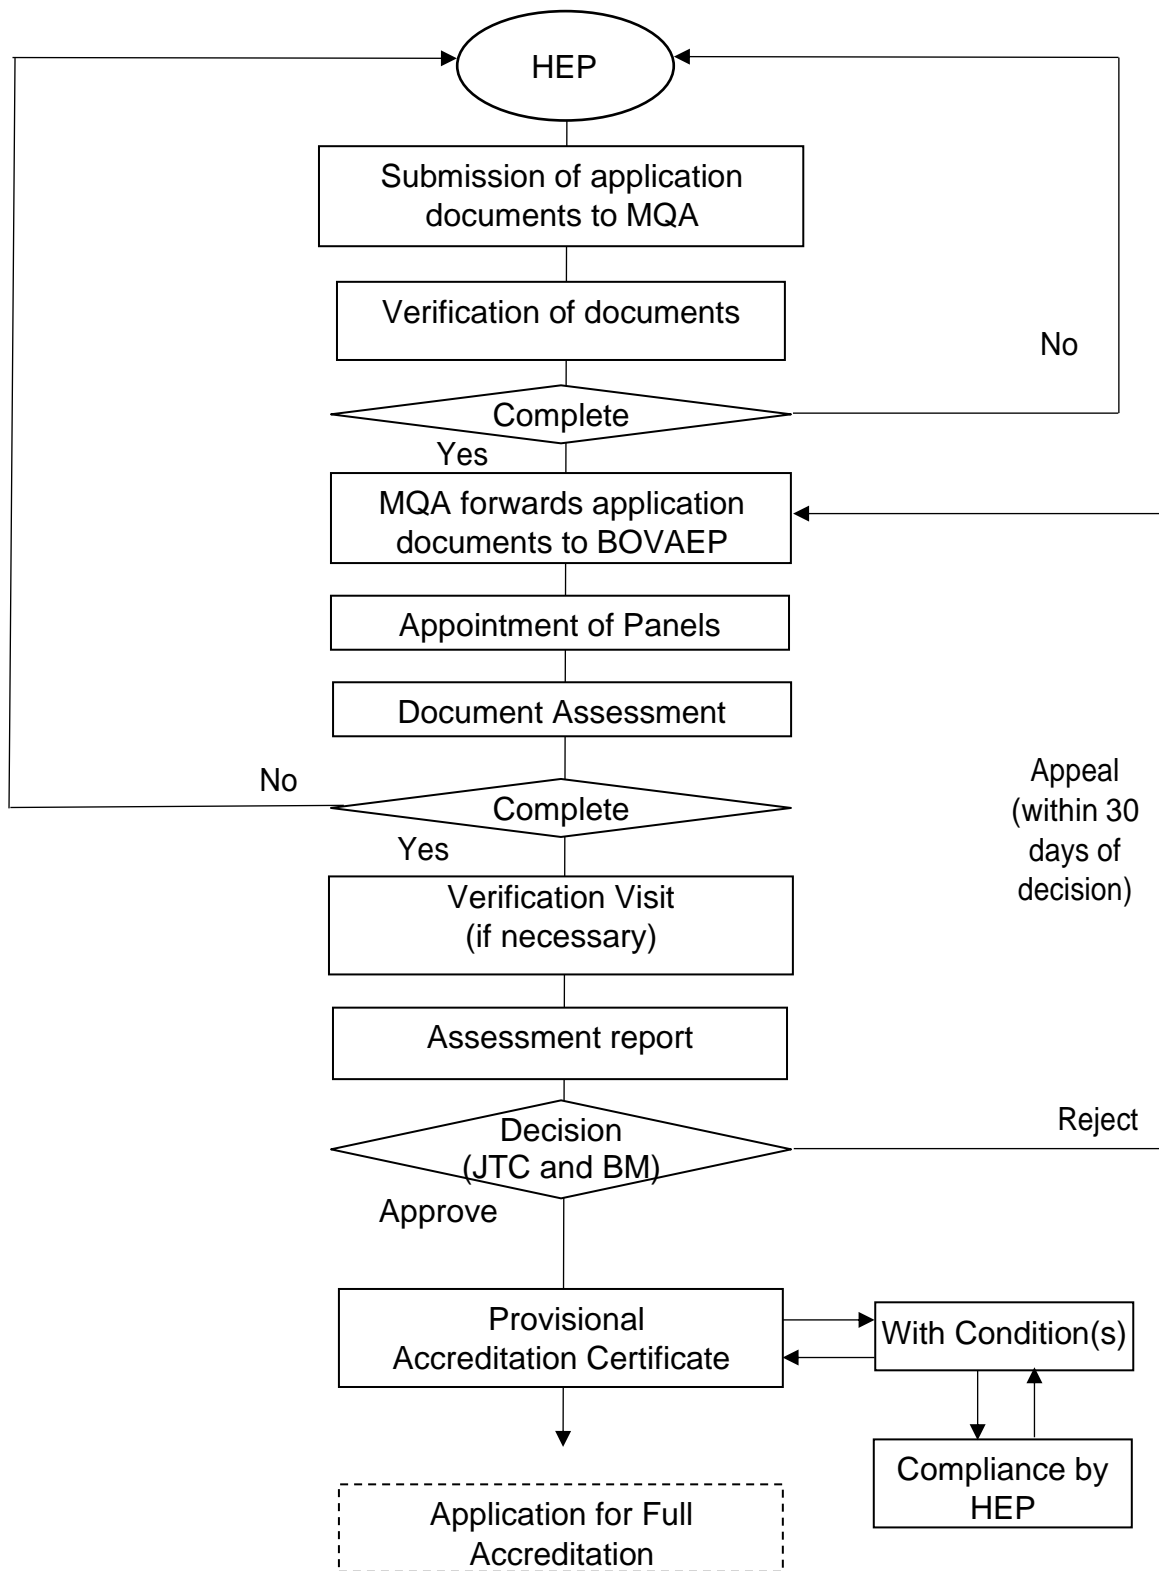 HEP
Submission of application
documents to MQA
Verification of documents
No
Complete
Yes
MQA forwards application
documents to BOVAEP
Appointment of Panels
Document Assessment
No
Complete
Yes
Appeal
(within 30
days of
decision)
Verification Visit
(if necessary)
Assessment report
Decision
(JTC and BM)
Reject
Approve
Provisional
Accreditation Certificate
With Condition(s)
Compliance by
HEP
Application for Full
Accreditation